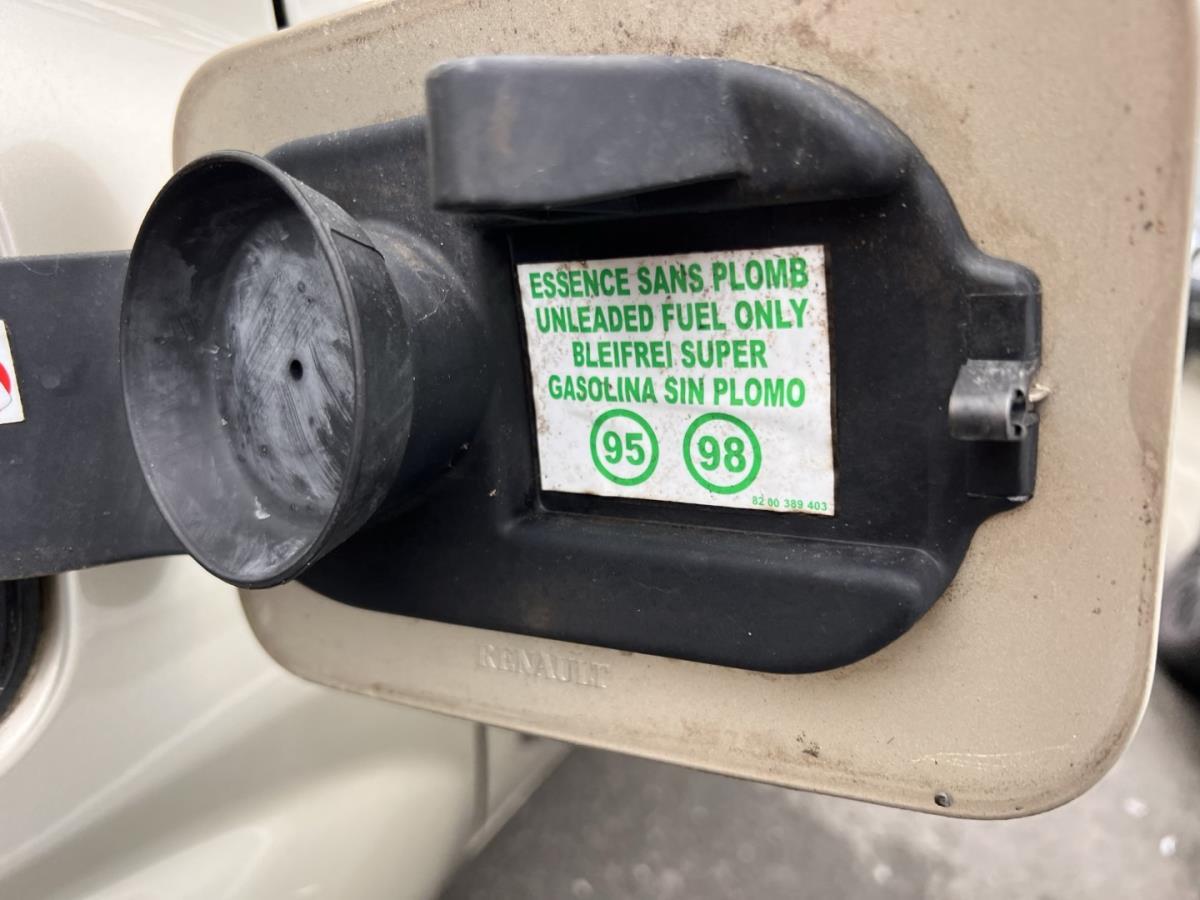 ESSENCE SANS PLOMB
UNLEADED FUEL ONLY
BLEIFREI SUPER
GASOLINA SIN PLOMO
95 98
82 00 389 403
RENAULT